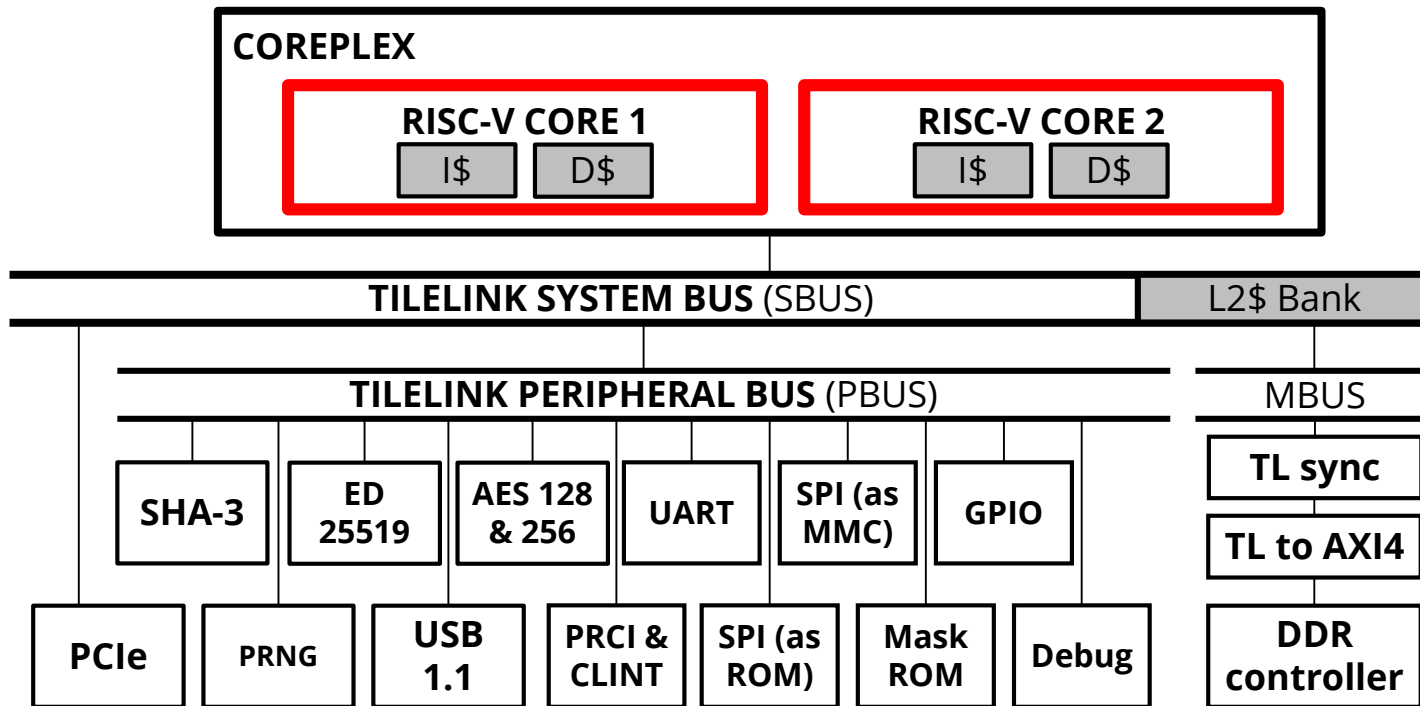 COREPLEX
RISC-V CORE 1
I$
D$
RISC-V CORE 2
I$
D$
TILELINK SYSTEM BUS (SBUS)
L2$ Bank
TILELINK PERIPHERAL BUS (PBUS)
MBUS
SHA-3
ED
25519
AES 128
& 256
UART
SPI (as
MMC)
GPIO
TL sync
TL to AXI4
PCIe
PRNG
USB
1.1
PRCI &
CLINT
SPI (as
ROM)
Mask
ROM
Debug
DDR
controller